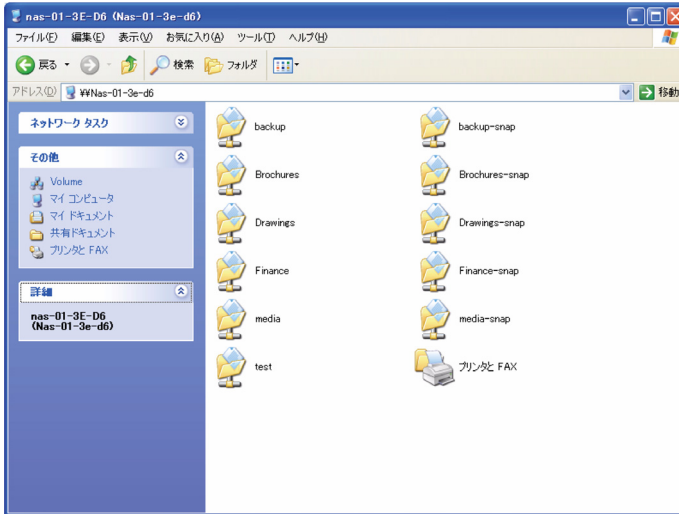 nas-01-3E-D6 (Nas-01-3e-d6)
ファイル(F) 編集(E) 表示(V) お気に入り(A) ツール(T) ヘルプ(H)
戻る 検索 フォルダ
アドレス(D) ¥¥Nas-01-3e-d6 移動
ネットワーク タスク
その他
Volume
マイ コンピュータ
マイ ドキュメント
共有ドキュメント
プリンタと FAX
詳細
nas-01-3E-D6
(Nas-01-3e-d6)
backup backup-snap
Brochures Brochures-snap
Drawings Drawings-snap
Finance Finance-snap
media media-snap
test プリンタと FAX